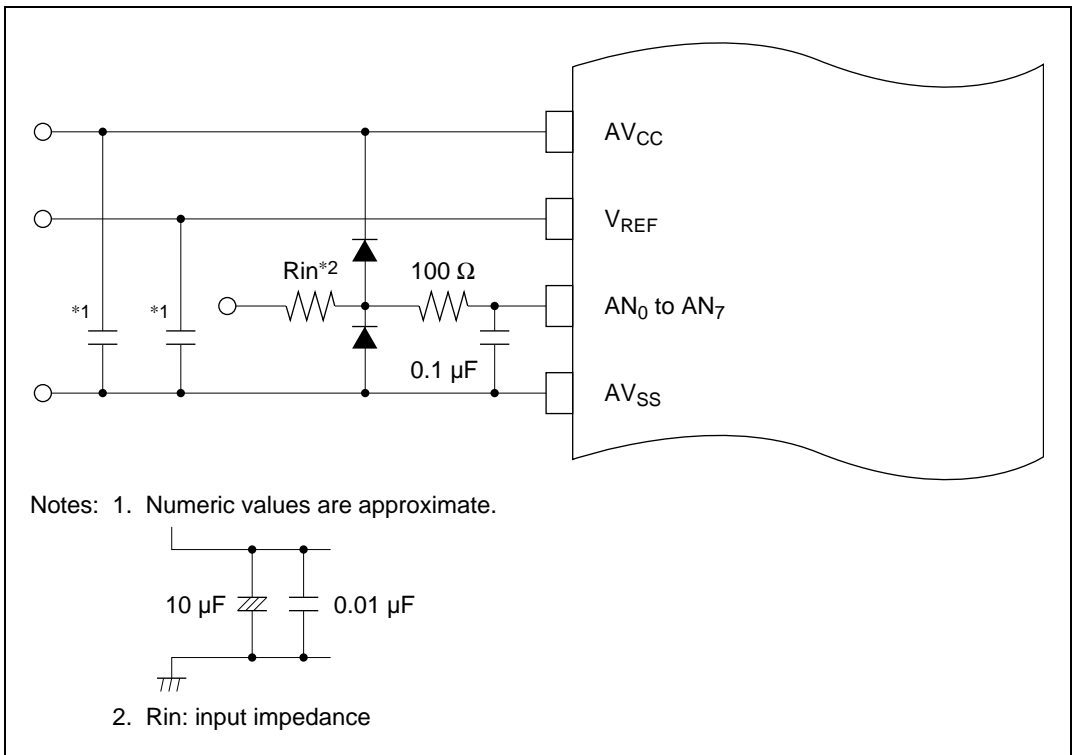 AVCC
VREF
Rin*2
100 Ω
AN0 to AN7
*1
*1
0.1 µF
AVSS
Notes: 1. Numeric values are approximate.
10 µF
0.01 µF
2. Rin: input impedance